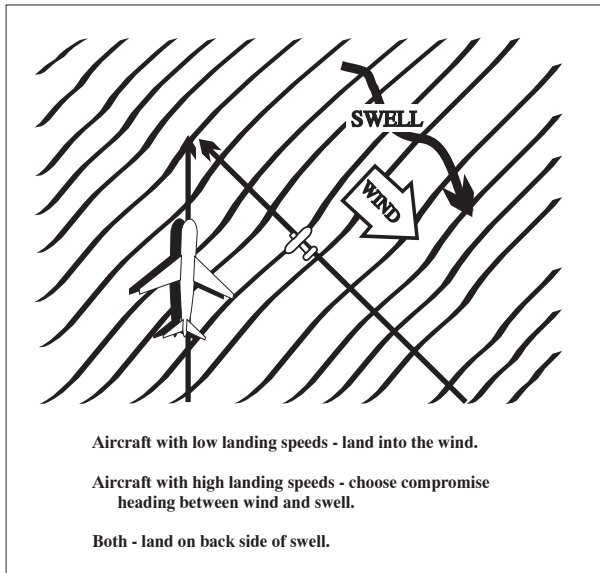 SWELL
WIND
Aircraft with low landing speeds - land into the wind.
Aircraft with high landing speeds - choose compromise
heading between wind and swell.
Both - land on back side of swell.